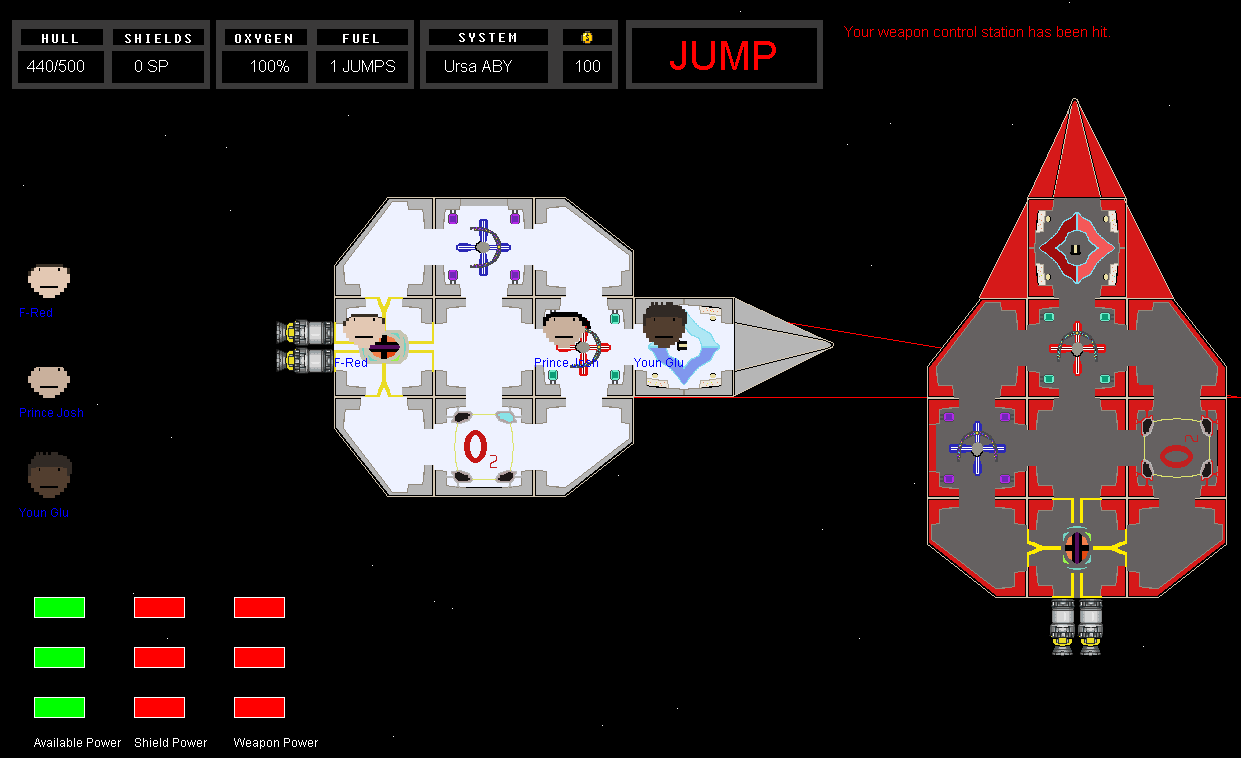 HULL SHIELDS OXYGEN FUEL SYSTEM $
440/500 0 SP 100% 1 JUMPS Ursa ABY 100
JUMP
Your weapon control station has been hit.
F-Red
Prince Josh
Youn Glu
F-Red
Prince Josh
Youn Glu
O2
O2
Available Power Shield Power Weapon Power